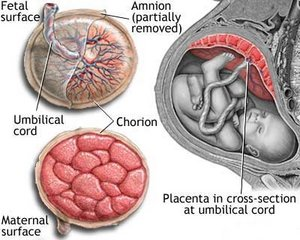 Fetal
surface
Amnion
(partially
removed)
Umbilical
cord
Chorion
Maternal
surface
Placenta in cross-section
at umbilical cord